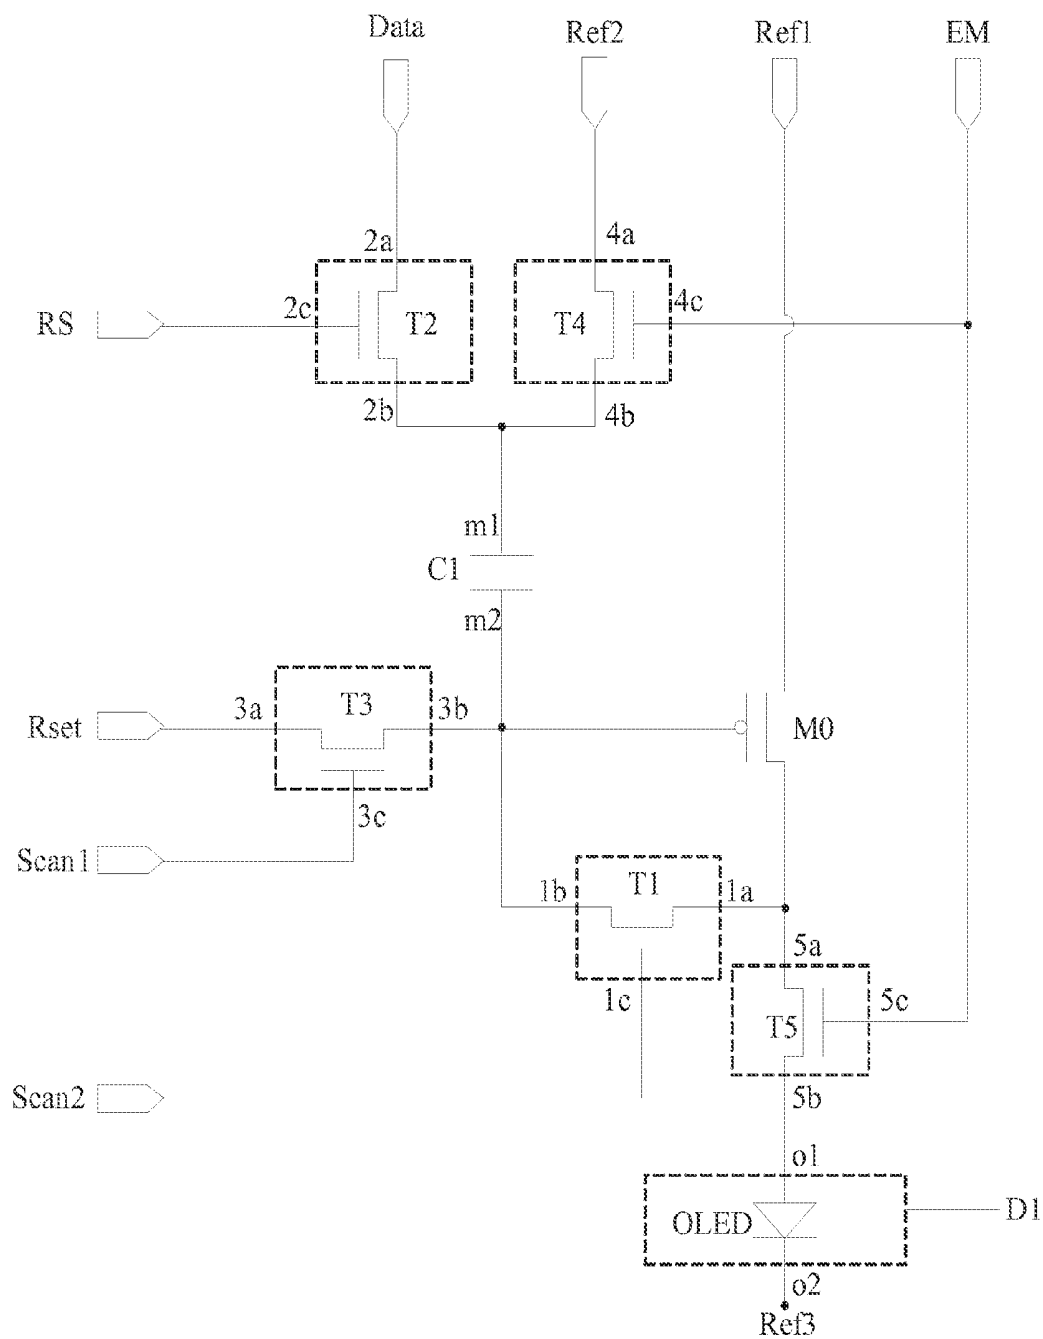 Data
Ref2
Ref1
EM
2a
4a
RS
2c
T2
T4
4c
2b
4b
m1
C1
m2
Rset
3a
T3
3b
M0
3c
Scan1
1b
T1
1a
5a
1c
T5
5c
Scan2
5b
o1
OLED
D1
o2
Ref3